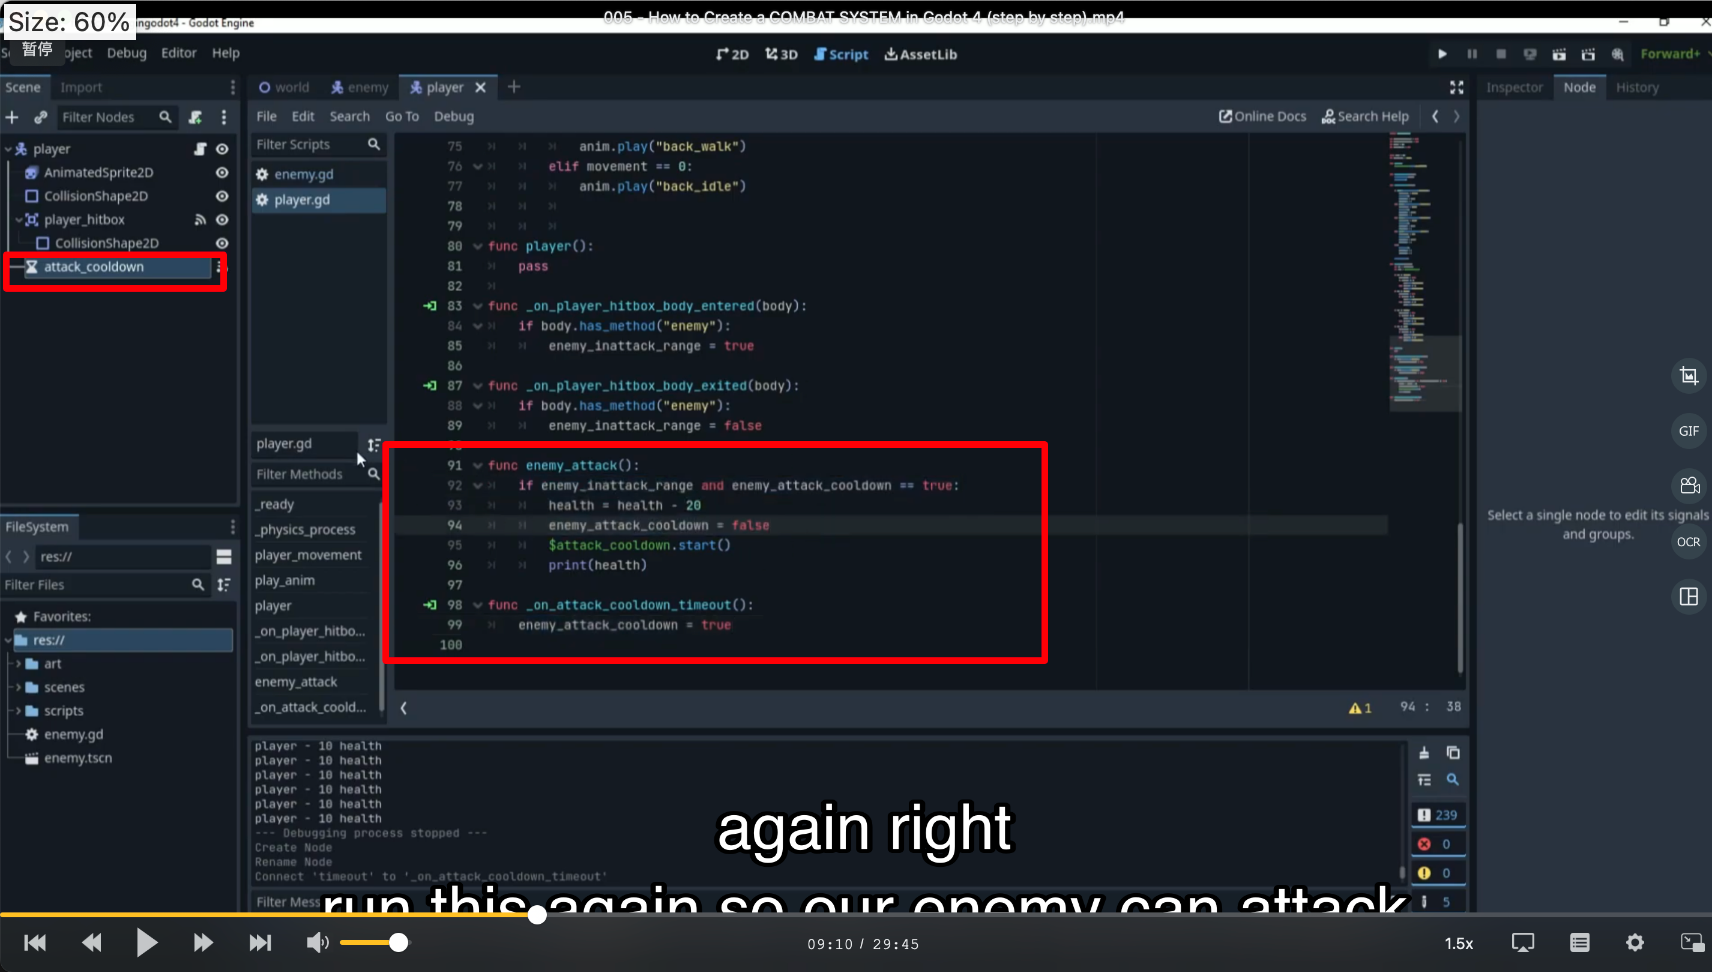 005 - How to Create a COMBAT SYSTEM in Godot 4 (step by step).mp4
Size: 60%
ngodot4 - Godot Engine
暂停
oject Debug Editor Help
2D 3D Script AssetLib
Forward+
Scene Import
world enemy player
Inspector Node History
Filter Nodes
File Edit Search Go To Debug
Online Docs Search Help
player
AnimatedSprite2D
CollisionShape2D
player_hitbox
CollisionShape2D
attack_cooldown
Filter Scripts
enemy.gd
player.gd
player.gd
Filter Methods
_ready
_physics_process
player_movement
play_anim
player
_on_player_hitbo...
_on_player_hitbo...
enemy_attack
_on_attack_coold...
75 anim.play("back_walk")
76 elif movement == 0:
77 anim.play("back_idle")
78
79
80 func player():
81 pass
82
83 func _on_player_hitbox_body_entered(body):
84 if body.has_method("enemy"):
85 enemy_inattack_range = true
86
87 func _on_player_hitbox_body_exited(body):
88 if body.has_method("enemy"):
89 enemy_inattack_range = false
91 func enemy_attack():
92 if enemy_inattack_range and enemy_attack_cooldown == true:
93 health = health - 20
94 enemy_attack_cooldown = false
95 $attack_cooldown.start()
96 print(health)
97
98 func _on_attack_cooldown_timeout():
99 enemy_attack_cooldown = true
100
1 94 : 38
Select a single node to edit its signals
and groups.
GIF
OCR
FileSystem
res://
Filter Files
Favorites:
res://
art
scenes
scripts
enemy.gd
enemy.tscn
player - 10 health
player - 10 health
player - 10 health
player - 10 health
player - 10 health
player - 10 health
--- Debugging process stopped ---
Create Node
Rename Node
Connect 'timeout' to '_on_attack_cooldown_timeout'
Filter Mess
239
0
0
5
again right
run this again so our enemy can attack
09:10 / 29:45
1.5x